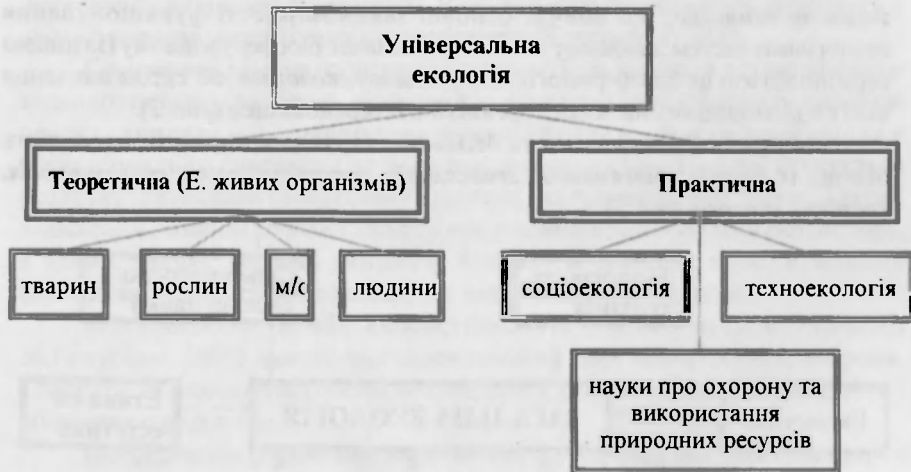 Універсальна
екологія
Теоретична (Е. живих організмів)
Практична
тварин
рослин
м/о
людини
соціоекологія
техноекологія
науки про охорону та
використання
природних ресурсів